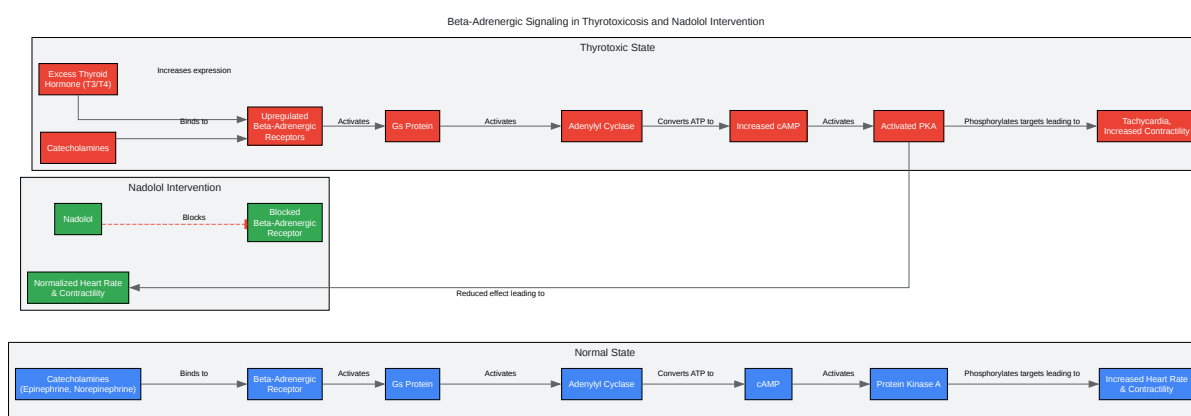 Beta-Adrenergic Signaling in Thyrotoxicosis and Nadolol Intervention
Thyrotoxic State
Excess Thyroid
Hormone (T3/T4)
Increases expression
Catecholamines
Binds to
Upregulated
Beta-Adrenergic
Receptors
Activates
Gs Protein
Activates
Adenylyl Cyclase
Converts ATP to
Increased cAMP
Activates
Activated PKA
Phosphorylates targets leading to
Tachycardia,
Increased Contractility
Nadolol Intervention
Nadolol
Blocks
Blocked
Beta-Adrenergic
Receptor
Normalized Heart Rate
& Contractility
Reduced effect leading to
Normal State
Catecholamines
(Epinephrine, Norepinephrine)
Binds to
Beta-Adrenergic
Receptor
Activates
Gs Protein
Activates
Adenylyl Cyclase
Converts ATP to
cAMP
Activates
Protein Kinase A
Phosphorylates targets leading to
Increased Heart Rate
& Contractility